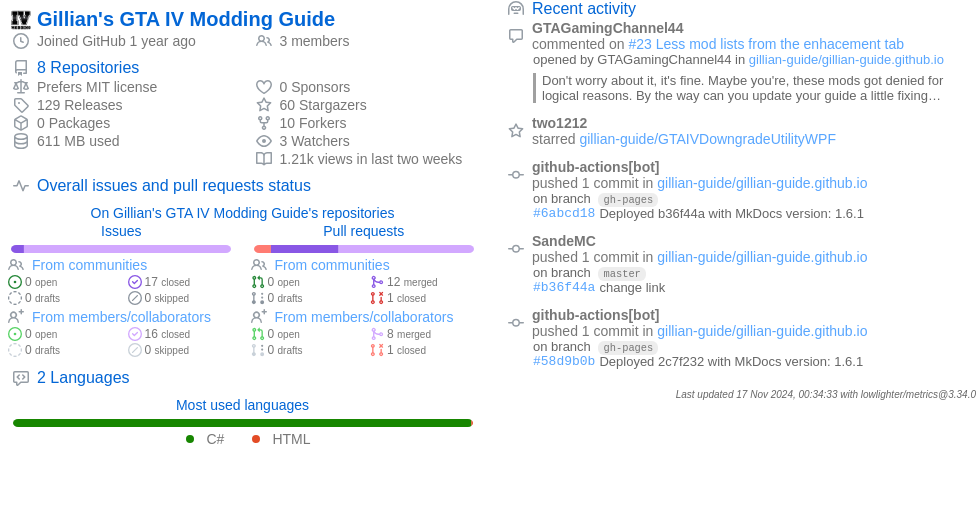 Gillian's GTA IV Modding Guide
Joined GitHub 1 year ago
3 members
8 Repositories
Prefers MIT license
129 Releases
0 Packages
611 MB used
0 Sponsors
60 Stargazers
10 Forkers
3 Watchers
1.21k views in last two weeks
Overall issues and pull requests status
On Gillian's GTA IV Modding Guide's repositories
Issues
From communities
0 open
17 closed
0 drafts
0 skipped
From members/collaborators
0 open
16 closed
0 drafts
0 skipped
Pull requests
From communities
0 open
12 merged
0 drafts
1 closed
From members/collaborators
0 open
8 merged
0 drafts
1 closed
2 Languages
Most used languages
C#
HTML
Recent activity
GTAGamingChannel44
commented on #23 Less mod lists from the enhacement tab
opened by GTAGamingChannel44 in gillian-guide/gillian-guide.github.io
Don't worry about it, it's fine. Maybe you're, these mods got denied for
logical reasons. By the way can you update your guide a little fixing…
two1212
starred gillian-guide/GTAIVDowngradeUtilityWPF
github-actions[bot]
pushed 1 commit in gillian-guide/gillian-guide.github.io
on branch gh-pages
#6abcd18 Deployed b36f44a with MkDocs version: 1.6.1
SandeMC
pushed 1 commit in gillian-guide/gillian-guide.github.io
on branch master
#b36f44a change link
github-actions[bot]
pushed 1 commit in gillian-guide/gillian-guide.github.io
on branch gh-pages
#58d9b0b Deployed 2c7f232 with MkDocs version: 1.6.1
Last updated 17 Nov 2024, 00:34:33 with lowlighter/metrics@3.34.0